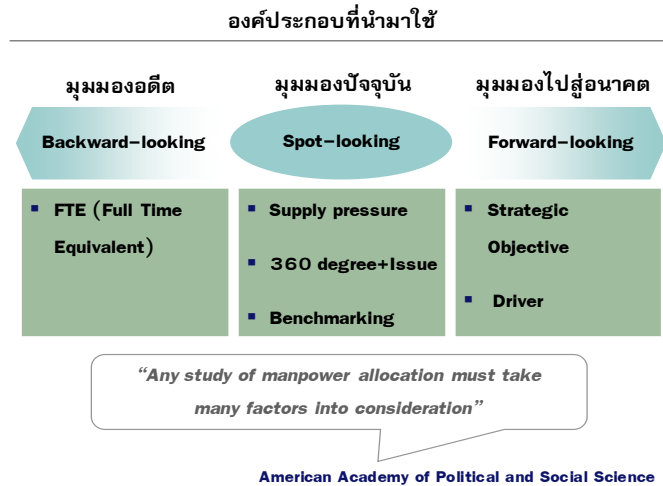 องค์ประกอบที่นำมาใช้
มุมมองอดีต
Backward-looking
FTE (Full Time
Equivalent)
มุมมองปัจจุบัน
Spot-looking
Supply pressure
360 degree+Issue
Benchmarking
มุมมองไปสู่อนาคต
Forward-looking
Strategic
Objective
Driver
“Any study of manpower allocation must take
many factors into consideration”
American Academy of Political and Social Science